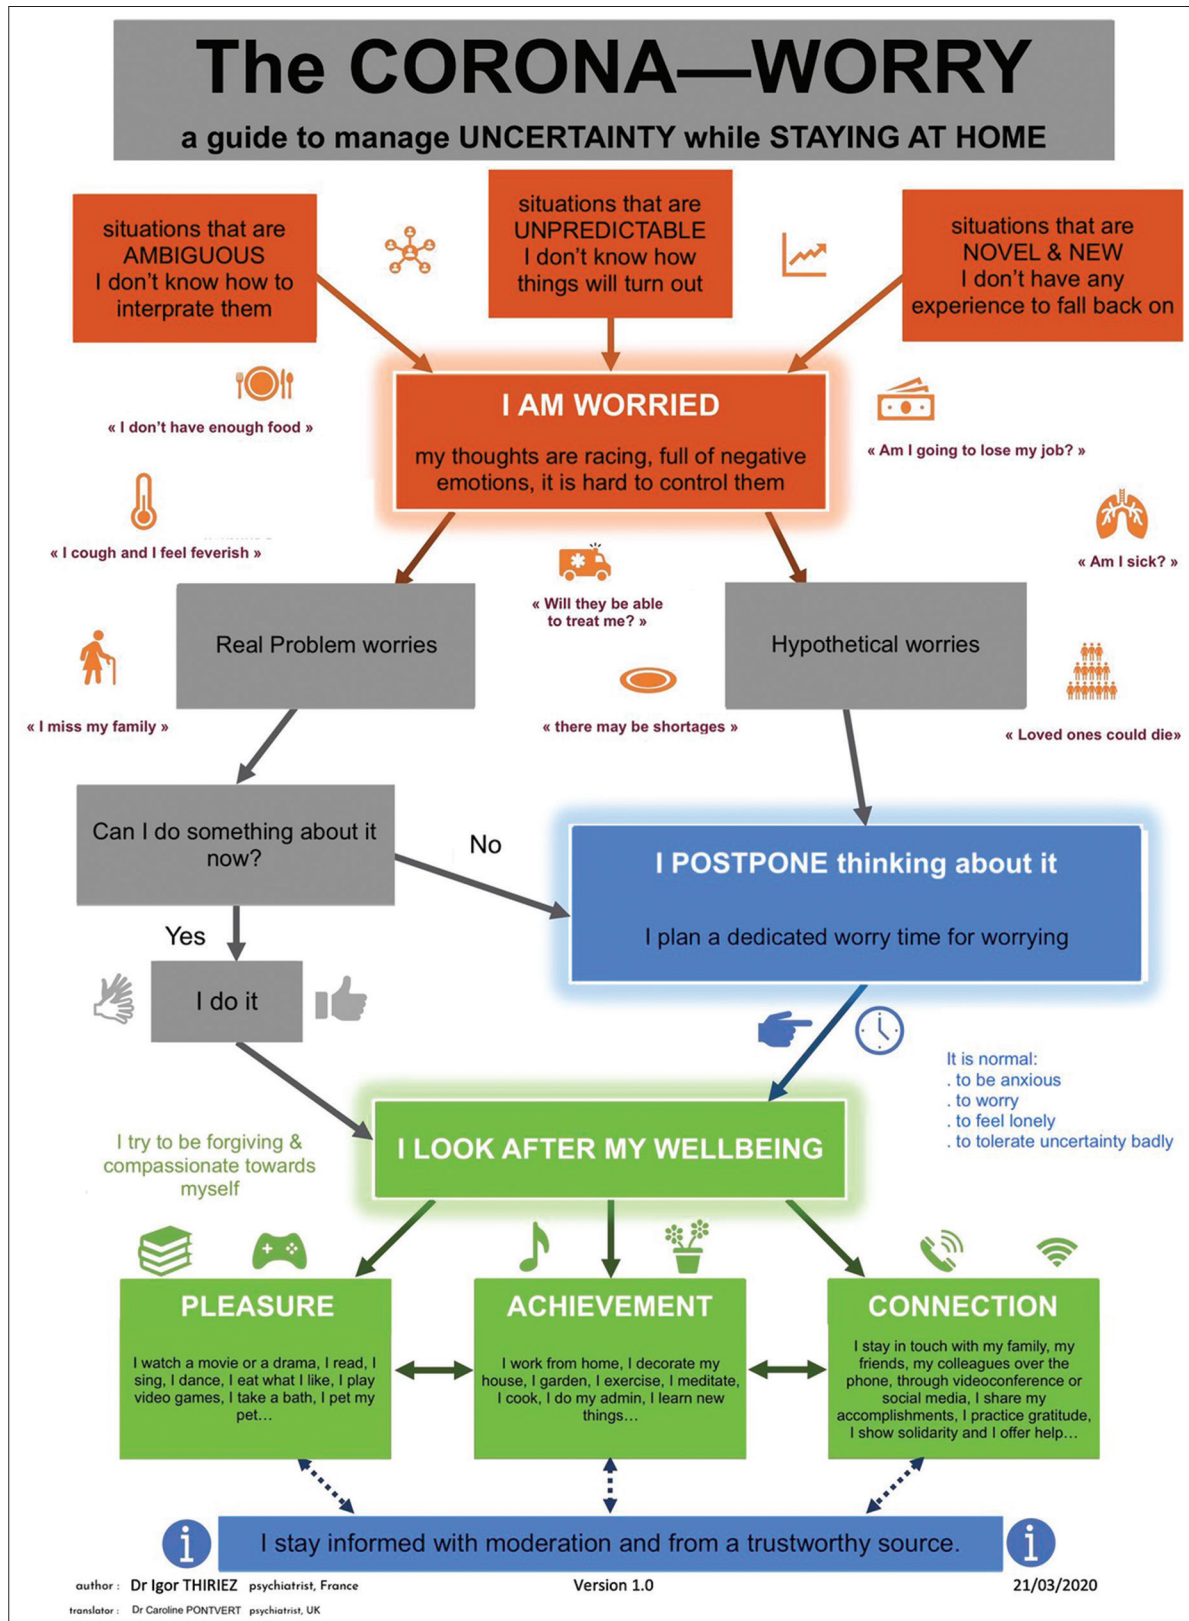 The CORONA—WORRY
a guide to manage UNCERTAINTY while STAYING AT HOME
situations that are
AMBIGUOUS
I don't know how to
interprate them
situations that are
UNPREDICTABLE
I don't know how
things will turn out
situations that are
NOVEL & NEW
I don't have any
experience to fall back on
I AM WORRIED
my thoughts are racing, full of negative
emotions, it is hard to control them
« I don't have enough food »
« Am I going to lose my job? »
« I cough and I feel feverish »
« Am I sick? »
« Will they be able
to treat me? »
Real Problem worries
Hypothetical worries
« I miss my family »
« there may be shortages »
« Loved ones could die»
Can I do something about it
now?
No
I POSTPONE thinking about it
I plan a dedicated worry time for worrying
Yes
I do it
It is normal:
. to be anxious
. to worry
. to feel lonely
. to tolerate uncertainty badly
I try to be forgiving &
compassionate towards
myself
I LOOK AFTER MY WELLBEING
PLEASURE
I watch a movie or a drama, I read, I
sing, I dance, I eat what I like, I play
video games, I take a bath, I pet my
pet...
ACHIEVEMENT
I work from home, I decorate my
house, I garden, I exercise, I meditate,
I cook, I do my admin, I learn new
things...
CONNECTION
I stay in touch with my family, my
friends, my colleagues over the
phone, through videoconference or
social media, I share my
accomplishments, I practice gratitude,
I show solidarity and I offer help...
i
I stay informed with moderation and from a trustworthy source.
i
author : Dr Igor THIRIEZ psychiatrist, France
Version 1.0
21/03/2020
translator : Dr Caroline PONTVERT psychiatrist, UK